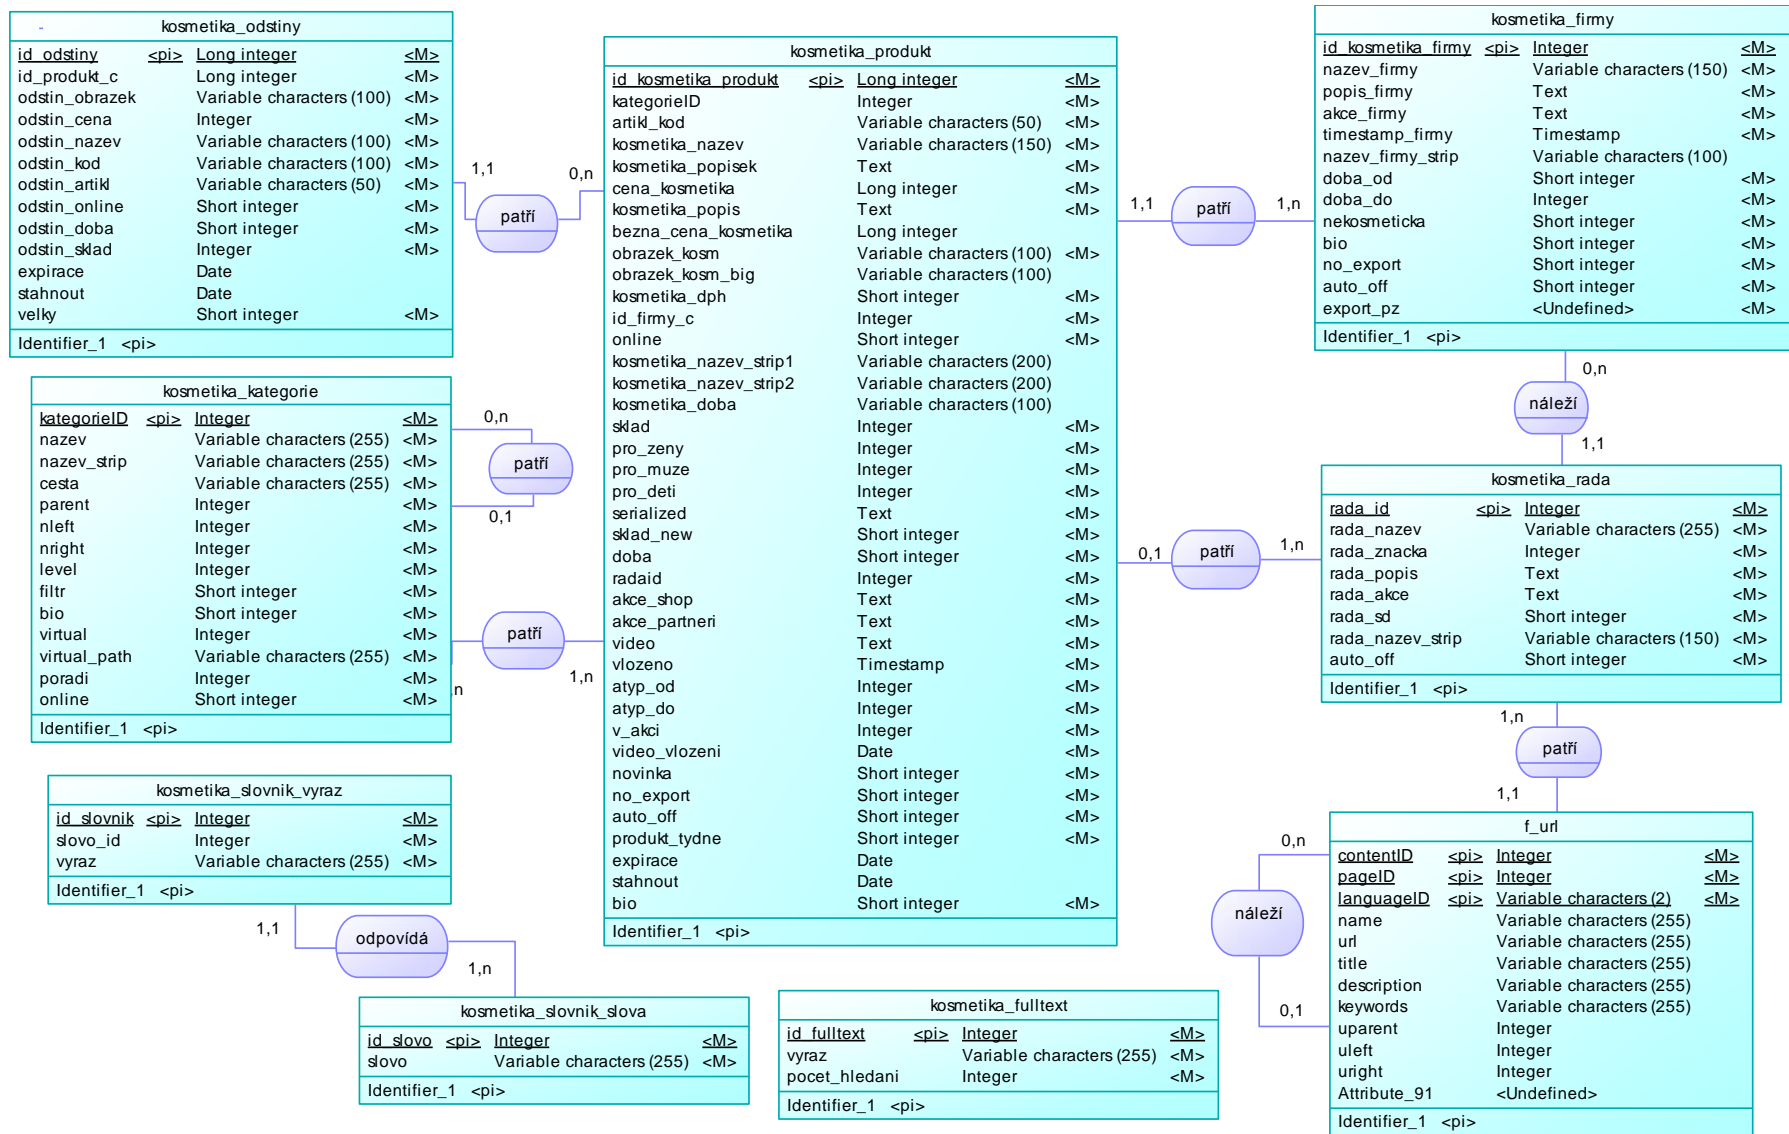 -
kosmetika_odstiny
id_odstiny <pi> Long integer <M>
id_produkt_c Long integer <M>
odstin_obrazek Variable characters (100) <M>
odstin_cena Integer <M>
odstin_nazev Variable characters (100) <M>
odstin_kod Variable characters (100) <M>
odstin_artikl Variable characters (50) <M>
odstin_online Short integer <M>
odstin_doba Short integer <M>
odstin_sklad Integer <M>
expirace Date
stahnout Date
velky Short integer <M>
Identifier_1 <pi>
1,1
patří
0,n
kosmetika_kategorie
kategorieID <pi> Integer <M>
nazev Variable characters (255) <M>
nazev_strip Variable characters (255) <M>
cesta Variable characters (255) <M>
parent Integer <M>
nleft Integer <M>
nright Integer <M>
level Integer <M>
filtr Short integer <M>
bio Short integer <M>
virtual Integer <M>
virtual_path Variable characters (255) <M>
poradi Integer <M>
online Short integer <M>
Identifier_1 <pi>
0,n
patří
0,1
patří
,n
1,n
kosmetika_slovnik_vyraz
id_slovnik <pi> Integer <M>
slovo_id Integer <M>
vyraz Variable characters (255) <M>
Identifier_1 <pi>
1,1
odpovídá
1,n
kosmetika_slovnik_slova
id_slovo <pi> Integer <M>
slovo Variable characters (255) <M>
Identifier_1 <pi>
kosmetika_produkt
id_kosmetika_produkt <pi> Long integer <M>
kategorieID Integer <M>
artikl_kod Variable characters (50) <M>
kosmetika_nazev Variable characters (150) <M>
kosmetika_popisek Text <M>
cena_kosmetika Long integer <M>
kosmetika_popis Text <M>
bezna_cena_kosmetika Long integer
obrazek_kosm Variable characters (100) <M>
obrazek_kosm_big Variable characters (100)
kosmetika_dph Short integer <M>
id_firmy_c Integer <M>
online Short integer <M>
kosmetika_nazev_strip1 Variable characters (200)
kosmetika_nazev_strip2 Variable characters (200)
kosmetika_doba Variable characters (100)
sklad Integer <M>
pro_zeny Integer <M>
pro_muze Integer <M>
pro_deti Integer <M>
serialized Text <M>
sklad_new Short integer <M>
doba Short integer <M>
radaid Integer <M>
akce_shop Text <M>
akce_partneri Text <M>
video Text <M>
vlozeno Timestamp <M>
atyp_od Integer <M>
atyp_do Integer <M>
v_akci Integer <M>
video_vlozeni Date <M>
novinka Short integer <M>
no_export Short integer <M>
auto_off Short integer <M>
produkt_tydne Short integer <M>
expirace Date
stahnout Date
bio Short integer <M>
Identifier_1 <pi>
kosmetika_fulltext
id_fulltext <pi> Integer <M>
vyraz Variable characters (255) <M>
pocet_hledani Integer <M>
Identifier_1 <pi>
1,1
patří
1,n
kosmetika_firmy
id_kosmetika_firmy <pi> Integer <M>
nazev_firmy Variable characters (150) <M>
popis_firmy Text <M>
akce_firmy Text <M>
timestamp_firmy Timestamp <M>
nazev_firmy_strip Variable characters (100)
doba_od Short integer <M>
doba_do Integer <M>
nekosmeticka Short integer <M>
bio Short integer <M>
no_export Short integer <M>
auto_off Short integer <M>
export_pz <Undefined> <M>
Identifier_1 <pi>
0,n
náleží
1,1
0,1
patří
1,n
kosmetika_rada
rada_id <pi> Integer <M>
rada_nazev Variable characters (255) <M>
rada_znacka Integer <M>
rada_popis Text <M>
rada_akce Text <M>
rada_sd Short integer <M>
rada_nazev_strip Variable characters (150) <M>
auto_off Short integer <M>
Identifier_1 <pi>
1,n
patří
1,1
f_url
contentID <pi> Integer <M>
pageID <pi> Integer <M>
languageID <pi> Variable characters (2) <M>
name Variable characters (255)
url Variable characters (255)
title Variable characters (255)
description Variable characters (255)
keywords Variable characters (255)
uparent Integer
uleft Integer
uright Integer
Attribute_91 <Undefined>
Identifier_1 <pi>
0,n
náleží
0,1